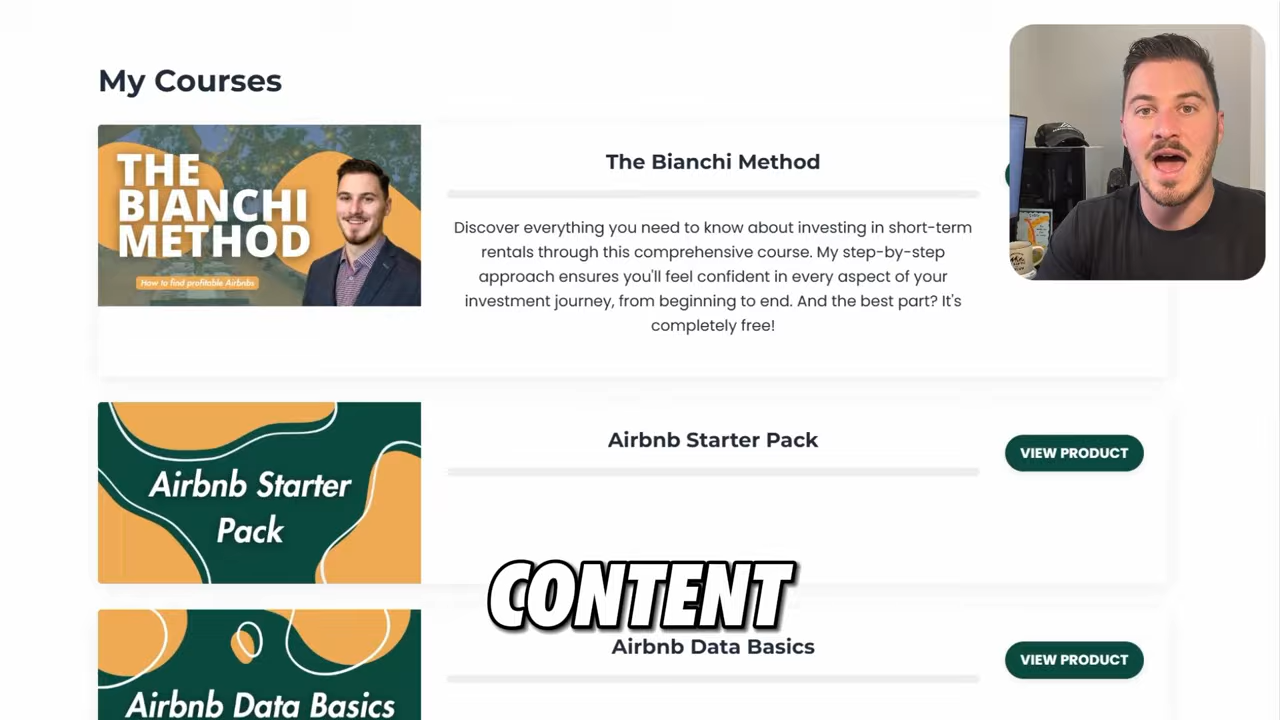 My Courses
THE
BIANCHI
METHOD
How to find profitable Airbnbs
The Bianchi Method
Discover everything you need to know about investing in short-term
rentals through this comprehensive course. My step-by-step
approach ensures you'll feel confident in every aspect of your
investment journey, from beginning to end. And the best part? It's
completely free!
Airbnb Starter
Pack
Airbnb Starter Pack
VIEW PRODUCT
CONTENT
Airbnb Data Basics
Airbnb Data Basics
VIEW PRODUCT